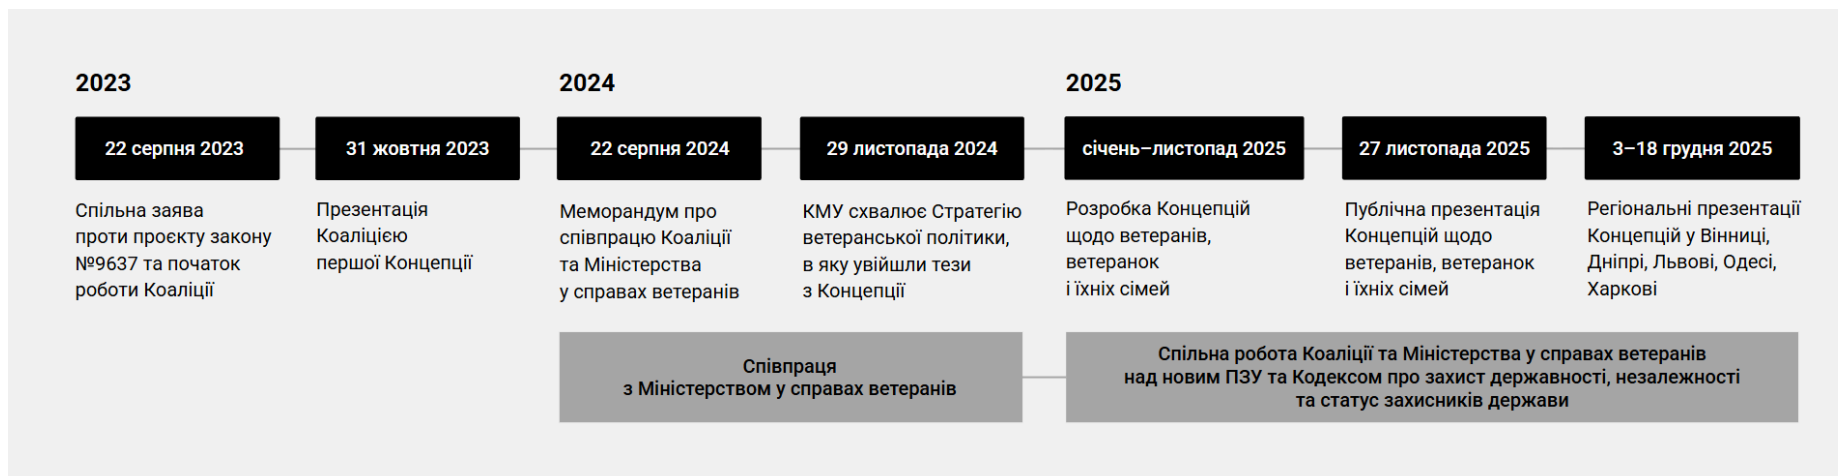 2023
22 серпня 2023
Спільна заява
проти проєкту закону
№9637 та початок
роботи Коаліції
31 жовтня 2023
Презентація
Коаліцією
першої Концепції
2024
22 серпня 2024
Меморандум про
співпрацю Коаліції
та Міністерства
у справах ветеранів
29 листопада 2024
КМУ схвалює Стратегію
ветеранської політики,
в яку увійшли тези
з Концепції
Співпраця
з Міністерством у справах ветеранів
2025
січень–листопад 2025
Розробка Концепцій
щодо ветеранів,
ветеранок
і їхніх сімей
27 листопада 2025
Публічна презентація
Концепцій щодо
ветеранів, ветеранок
і їхніх сімей
3–18 грудня 2025
Регіональні презентації
Концепцій у Вінниці,
Дніпрі, Львові, Одесі,
Харкові
Спільна робота Коаліції та Міністерства у справах ветеранів
над новим ПЗУ та Кодексом про захист державності, незалежності
та статус захисників держави